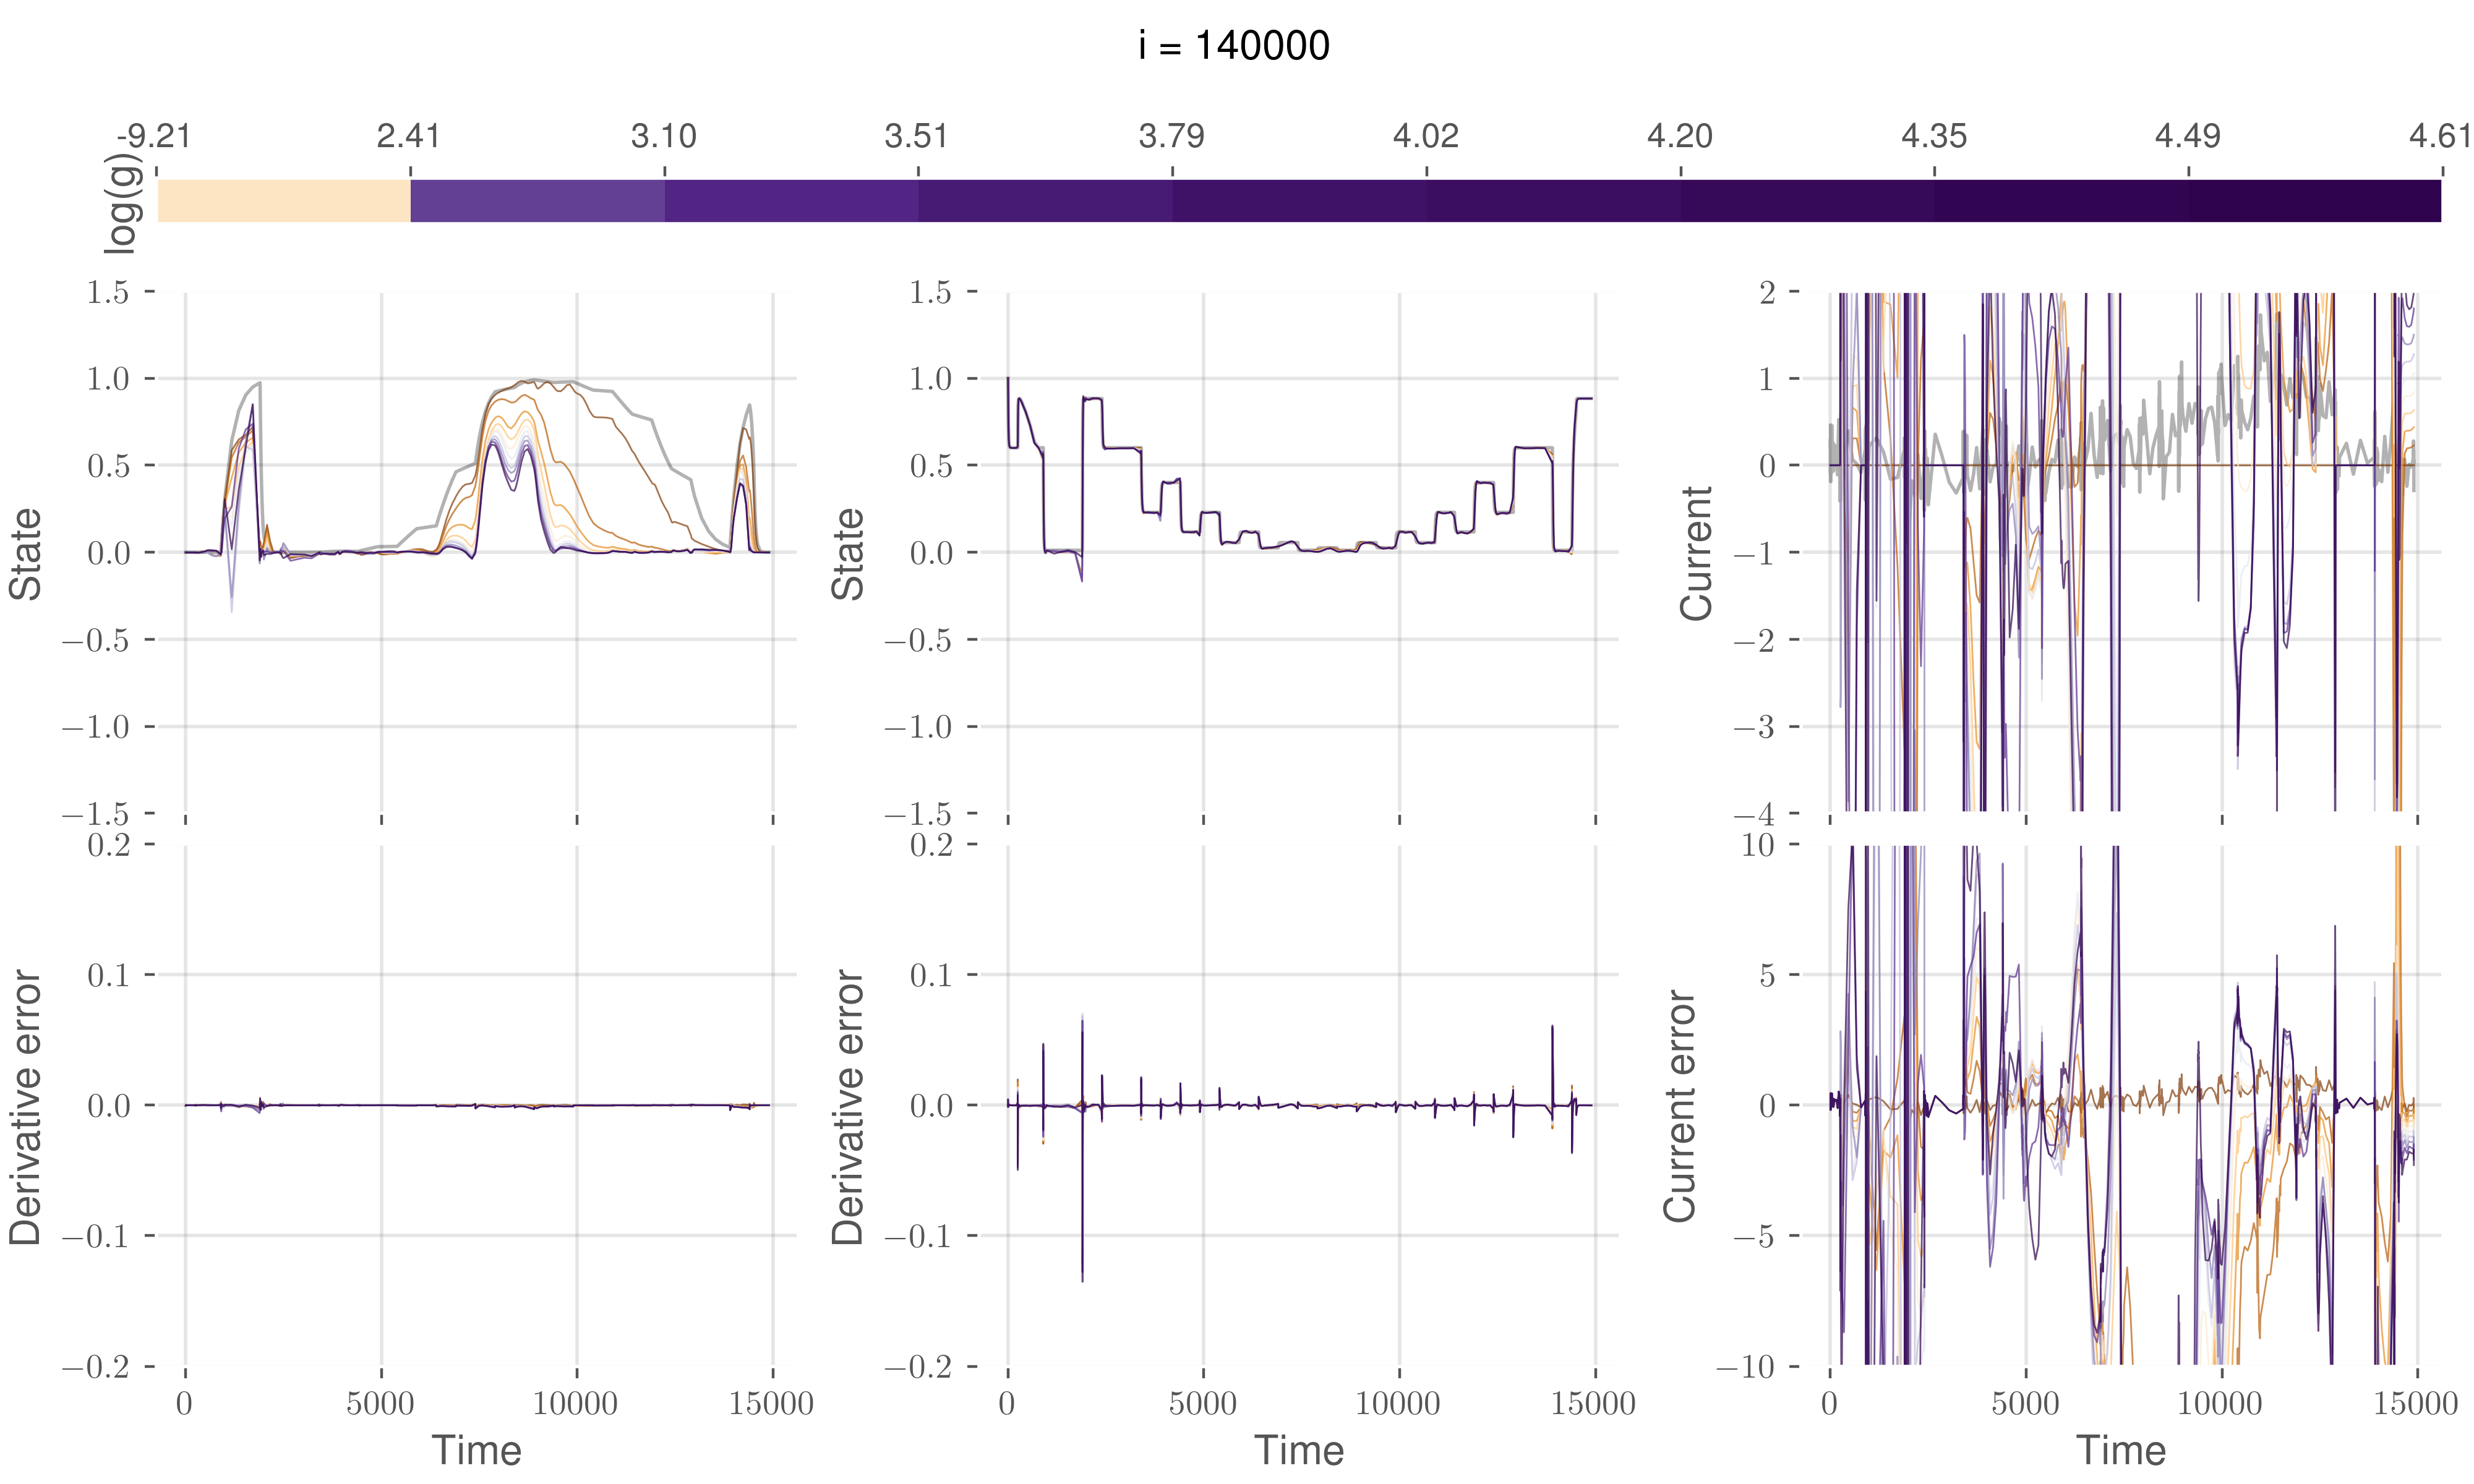 i = 140000
-9.21 2.41 3.10 3.51 3.79 4.02 4.20 4.35 4.49 4.61
log(g)
1.5
1.0
0.5
0.0
−0.5
−1.0
−1.5
State
1.5
1.0
0.5
0.0
−0.5
−1.0
−1.5
State
2
1
0
−1
−2
−3
−4
Current
0.2
0.1
0.0
−0.1
−0.2
Derivative error
0 5000 10000 15000
Time
0.2
0.1
0.0
−0.1
−0.2
Derivative error
0 5000 10000 15000
Time
10
5
0
−5
−10
Current error
0 5000 10000 15000
Time